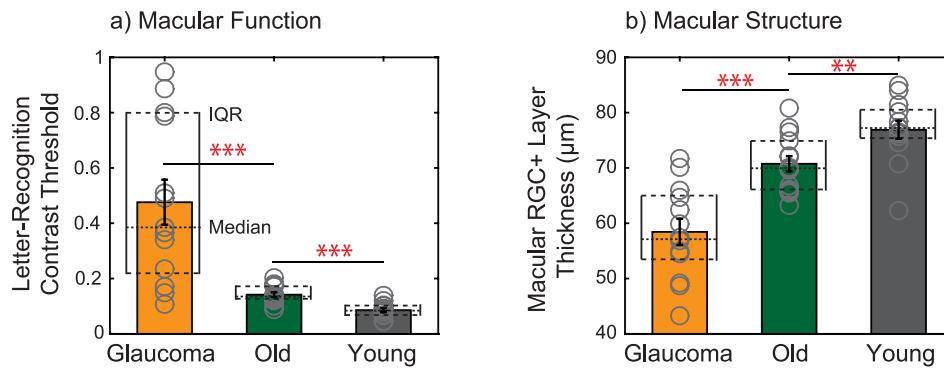 a) Macular Function
Letter-Recognition
Contrast Threshold
1
0.8
0.6
0.4
0.2
0
IQR
***
Median
***
Glaucoma
Old
Young
b) Macular Structure
Macular RGC+ Layer
Thickness (µm)
90
80
70
60
50
40
***
**
Glaucoma
Old
Young